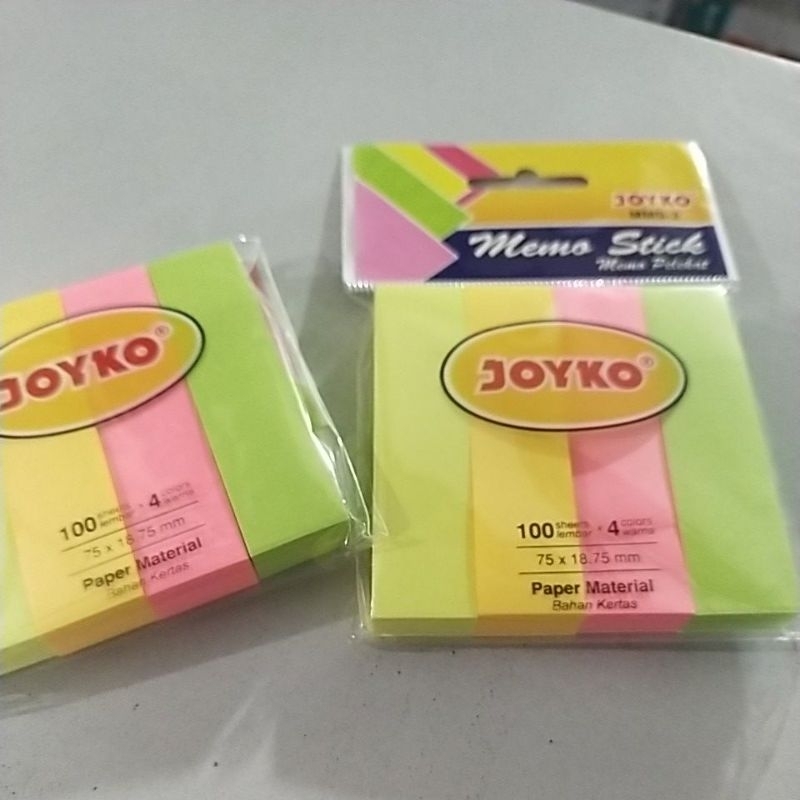 JOYKO®
100 sheets lembar • 4 colors warna
75 x 18.75 mm
Paper Material
Bahan Kertas
JOYKO
Memo Stick
Memo Pelekat
JOYKO®
100 sheets lembar • 4 colors warna
75 x 18.75 mm
Paper Material
Bahan Kertas